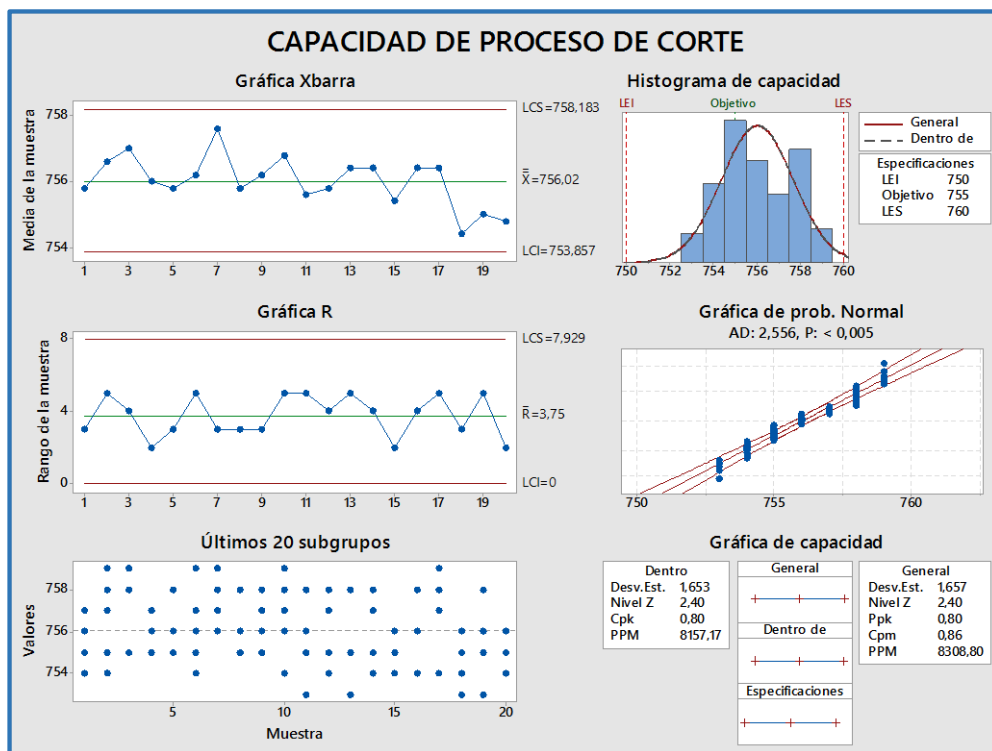 CAPACIDAD DE PROCESO DE CORTE
Gráfica Xbarra
Media de la muestra
758
756
754
1 3 5 7 9 11 13 15 17 19
LCS=758,183
X=756,02
LCI=753,857
Histograma de capacidad
LEI Objetivo LES
750 752 754 756 758 760
General
Dentro de
Especificaciones
LEI 750
Objetivo 755
LES 760
Gráfica R
Rango de la muestra
8
4
0
1 3 5 7 9 11 13 15 17 19
LCS=7,929
R=3,75
LCI=0
Gráfica de prob. Normal
AD: 2,556, P: < 0,005
750 755 760
Últimos 20 subgrupos
Valores
758
756
754
5 10 15 20
Muestra
Gráfica de capacidad
Dentro
Desv.Est. 1,653
Nivel Z 2,40
Cpk 0,80
PPM 8157,17
General
Dentro de
Especificaciones
General
Desv.Est. 1,657
Nivel Z 2,40
Ppk 0,80
Cpm 0,86
PPM 8308,80